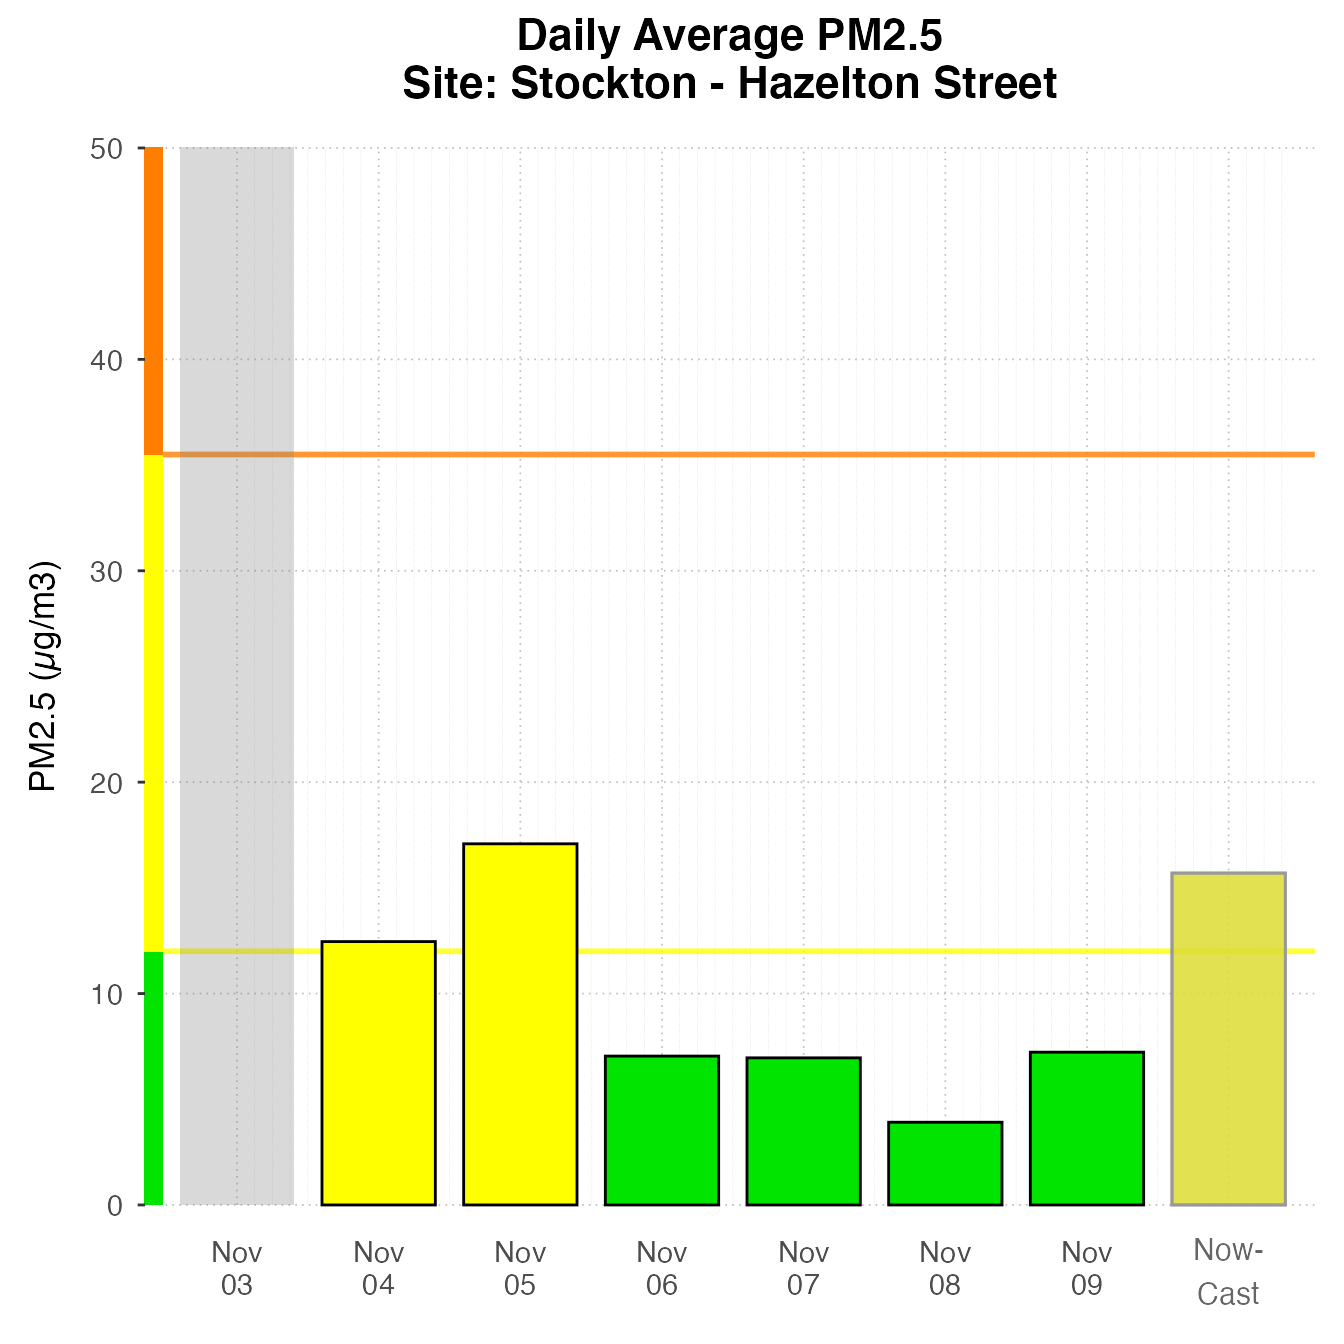 Daily Average PM2.5
Site: Stockton - Hazelton Street
PM2.5 (µg/m3)
50
40
30
20
10
0
Nov Nov Nov Nov Nov Nov Nov Now-
03 04 05 06 07 08 09 Cast